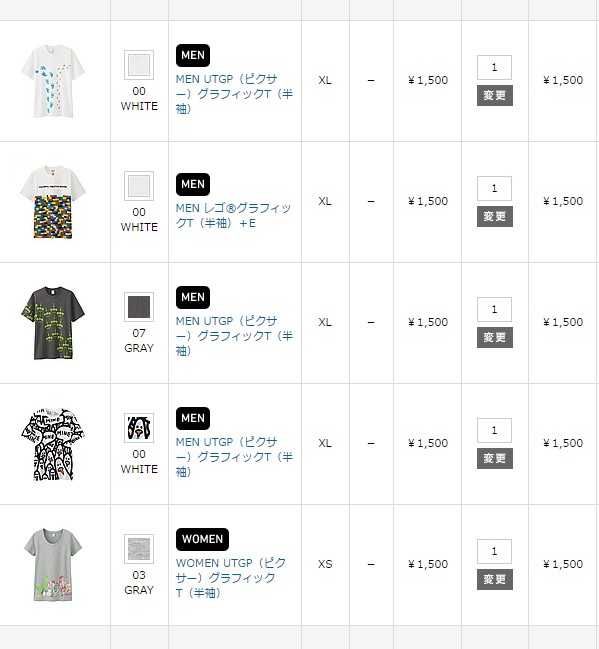 MEN
MEN UTGP（ピクサ
ー）グラフィックT（半
袖）
00
WHITE
XL
–
¥ 1,500
1
変更
¥ 1,500
MEN
MEN レゴ®グラフィッ
クT（半袖）＋E
00
WHITE
XL
–
¥ 1,500
1
変更
¥ 1,500
MEN
MEN UTGP（ピクサ
ー）グラフィックT（半
袖）
07
GRAY
XL
–
¥ 1,500
1
変更
¥ 1,500
MEN
MEN UTGP（ピクサ
ー）グラフィックT（半
袖）
00
WHITE
XL
–
¥ 1,500
1
変更
¥ 1,500
WOMEN
WOMEN UTGP（ピク
サー）グラフィック
T（半袖）
03
GRAY
XS
–
¥ 1,500
1
変更
¥ 1,500